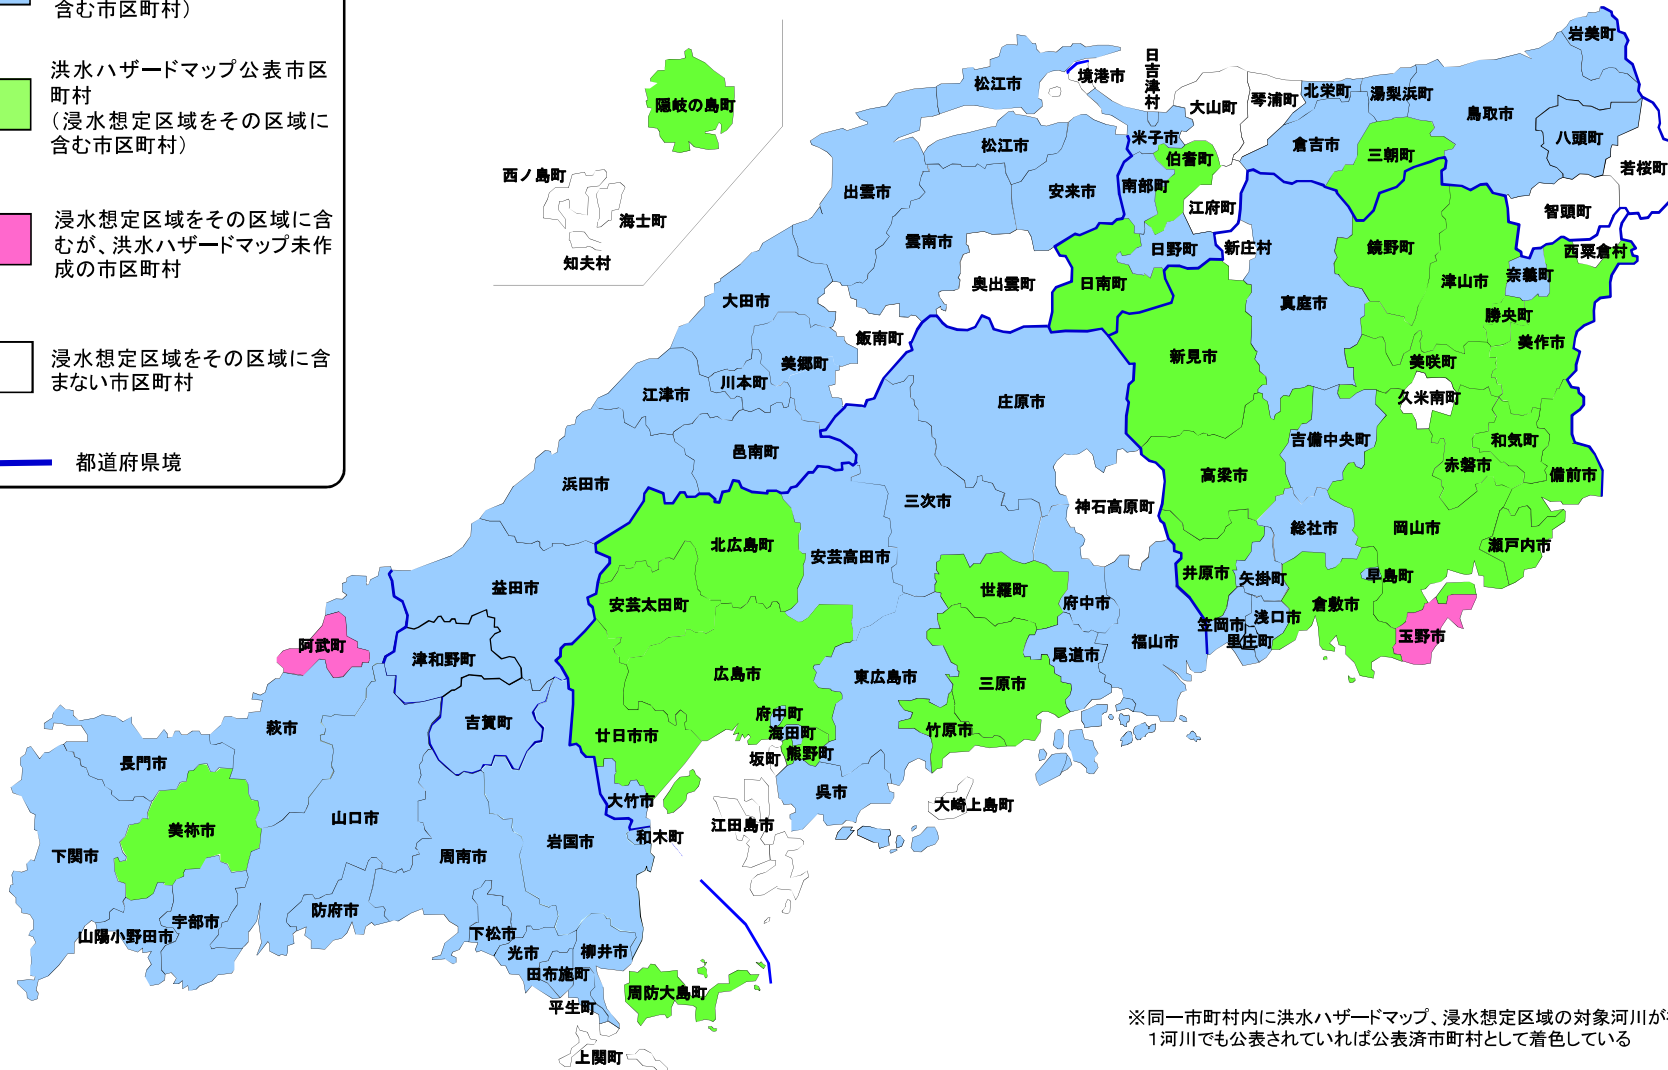 含む市区町村）
洪水ハザードマップ公表市区
町村
（浸水想定区域をその区域に
含む市区町村）
浸水想定区域をその区域に含
むが、洪水ハザードマップ未作
成の市区町村
浸水想定区域をその区域に含
まない市区町村
都道府県境
隠岐の島町
西ノ島町
海士町
知夫村
松江市
境港市
日吉津村
大山町
琴浦町
北栄町
湯梨浜町
鳥取市
岩美町
八頭町
若桜町
智頭町
松江市
米子市
伯耆町
倉吉市
三朝町
出雲市
安来市
南部町
江府町
雲南市
日野町
新庄村
鏡野町
西粟倉村
奥出雲町
日南町
真庭市
津山市
奈義町
大田市
勝央町
飯南町
新見市
美作市
美郷町
美咲町
川本町
江津市
庄原市
久米南町
邑南町
吉備中央町
和気町
浜田市
高梁市
赤磐市
備前市
三次市
神石高原町
総社市
岡山市
北広島町
安芸高田市
瀬戸内市
益田市
世羅町
井原市
矢掛町
早島町
安芸太田町
府中市
倉敷市
笠岡市
浅口市
里庄町
玉野市
阿武町
津和野町
広島市
東広島市
尾道市
福山市
三原市
萩市
吉賀町
廿日市市
府中町
海田町
竹原市
坂町
熊野町
長門市
大竹市
呉市
大崎上島町
美祢市
山口市
江田島市
和木町
下関市
周南市
岩国市
防府市
宇部市
山陽小野田市
下松市
光市
柳井市
田布施町
周防大島町
平生町
上関町
※同一市町村内に洪水ハザードマップ、浸水想定区域の対象河川が
１河川でも公表されていれば公表済市町村として着色している